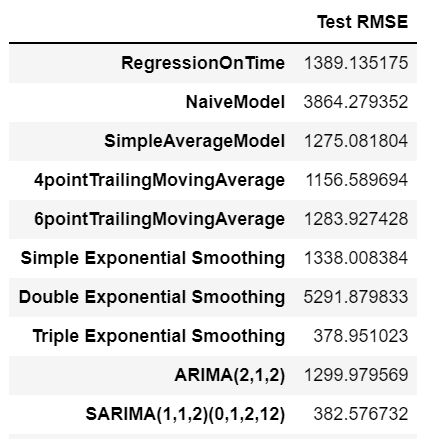 Test RMSE
RegressionOnTime 1389.135175
NaiveModel 3864.279352
SimpleAverageModel 1275.081804
4pointTrailingMovingAverage 1156.589694
6pointTrailingMovingAverage 1283.927428
Simple Exponential Smoothing 1338.008384
Double Exponential Smoothing 5291.879833
Triple Exponential Smoothing 378.951023
ARIMA(2,1,2) 1299.979569
SARIMA(1,1,2)(0,1,2,12) 382.576732